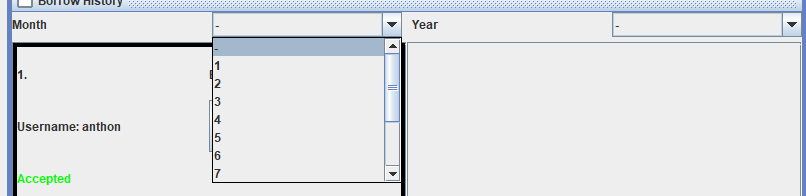 Borrow History
Month - Year -
-
1
2
3
4
5
6
7
1.
Username: anthon
Accepted